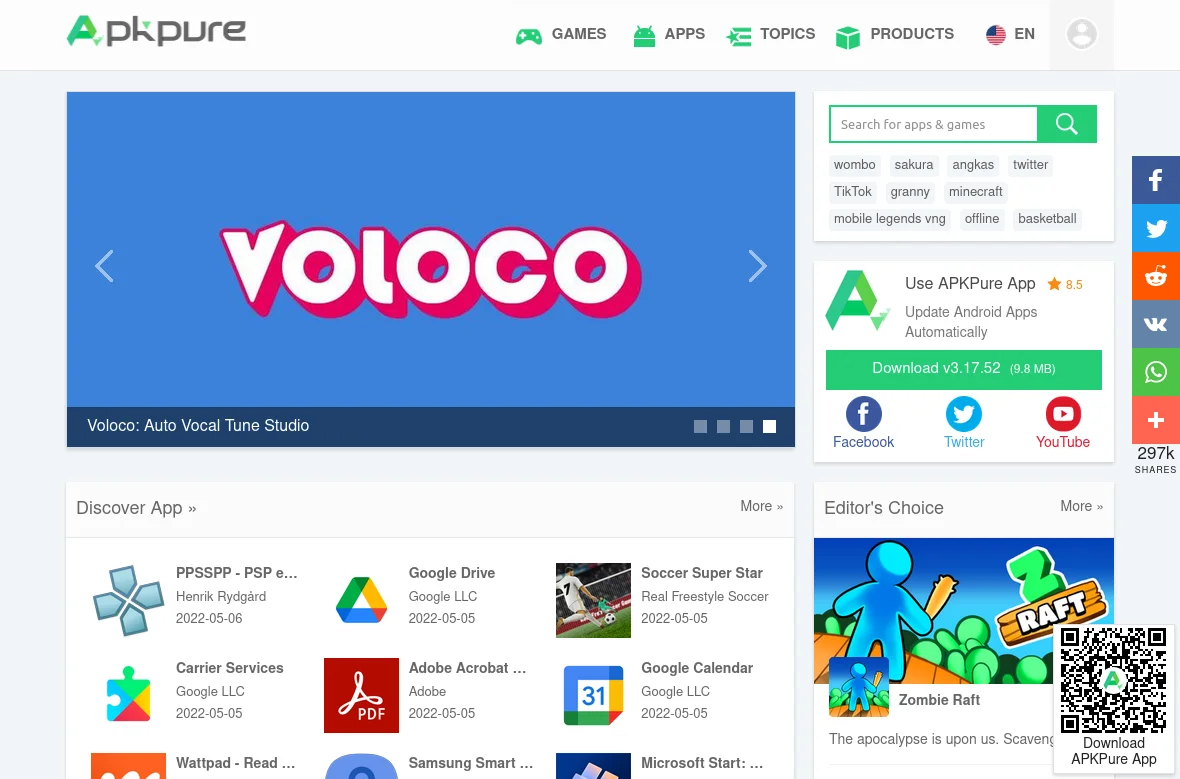 Apkpure
GAMES
APPS
TOPICS
PRODUCTS
EN
VOLOCO
Voloco: Auto Vocal Tune Studio
Search for apps & games
wombo sakura angkas twitter
TikTok granny minecraft
mobile legends vng offline basketball
Use APKPure App 8.5
Update Android Apps
Automatically
Download v3.17.52 (9.8 MB)
Facebook Twitter YouTube
297k
SHARES
Discover App »
More »
PPSSPP - PSP e...
Henrik Rydgård
2022-05-06
Google Drive
Google LLC
2022-05-05
Soccer Super Star
Real Freestyle Soccer
2022-05-05
Carrier Services
Google LLC
2022-05-05
PDF
Adobe Acrobat ...
Adobe
2022-05-05
31
Google Calendar
Google LLC
2022-05-05
Wattpad - Read ...
Samsung Smart ...
Microsoft Start: ...
Editor's Choice
More »
Z
RAFT
Zombie Raft
The apocalypse is upon us. Scaveng
Download
APKPure App